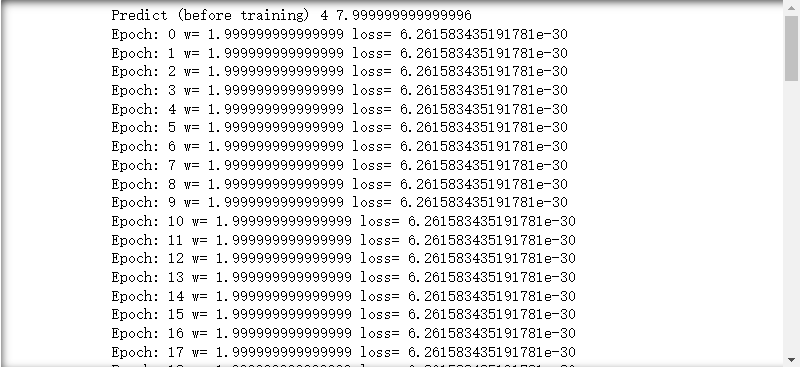 Predict (before training) 4 7.999999999999996
Epoch: 0 w= 1.999999999999999 loss= 6.261583435191781e-30
Epoch: 1 w= 1.999999999999999 loss= 6.261583435191781e-30
Epoch: 2 w= 1.999999999999999 loss= 6.261583435191781e-30
Epoch: 3 w= 1.999999999999999 loss= 6.261583435191781e-30
Epoch: 4 w= 1.999999999999999 loss= 6.261583435191781e-30
Epoch: 5 w= 1.999999999999999 loss= 6.261583435191781e-30
Epoch: 6 w= 1.999999999999999 loss= 6.261583435191781e-30
Epoch: 7 w= 1.999999999999999 loss= 6.261583435191781e-30
Epoch: 8 w= 1.999999999999999 loss= 6.261583435191781e-30
Epoch: 9 w= 1.999999999999999 loss= 6.261583435191781e-30
Epoch: 10 w= 1.999999999999999 loss= 6.261583435191781e-30
Epoch: 11 w= 1.999999999999999 loss= 6.261583435191781e-30
Epoch: 12 w= 1.999999999999999 loss= 6.261583435191781e-30
Epoch: 13 w= 1.999999999999999 loss= 6.261583435191781e-30
Epoch: 14 w= 1.999999999999999 loss= 6.261583435191781e-30
Epoch: 15 w= 1.999999999999999 loss= 6.261583435191781e-30
Epoch: 16 w= 1.999999999999999 loss= 6.261583435191781e-30
Epoch: 17 w= 1.999999999999999 loss= 6.261583435191781e-30